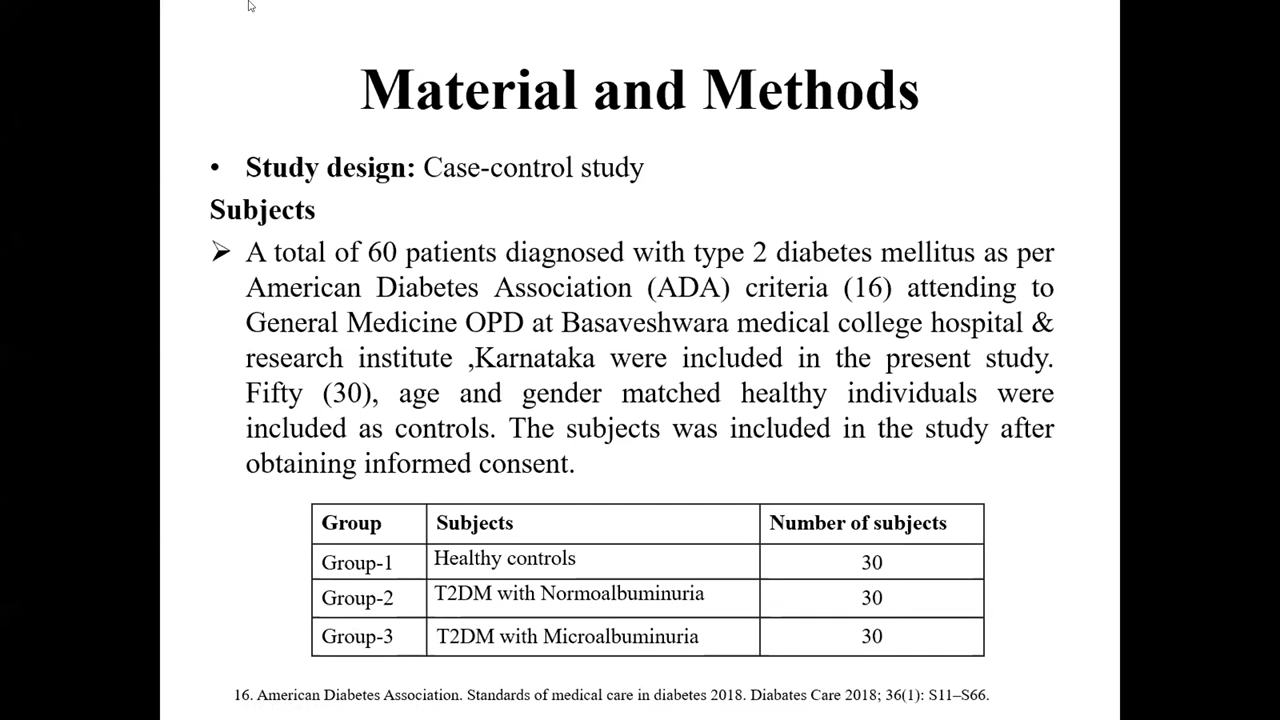 Material and Methods
• Study design: Case-control study
Subjects
➢ A total of 60 patients diagnosed with type 2 diabetes mellitus as per
American Diabetes Association (ADA) criteria (16) attending to
General Medicine OPD at Basaveshwara medical college hospital &
research institute ,Karnataka were included in the present study.
Fifty (30), age and gender matched healthy individuals were
included as controls. The subjects was included in the study after
obtaining informed consent.
Group Subjects Number of subjects
Group-1 Healthy controls 30
Group-2 T2DM with Normoalbuminuria 30
Group-3 T2DM with Microalbuminuria 30
16. American Diabetes Association. Standards of medical care in diabetes 2018. Diabates Care 2018; 36(1): S11–S66.